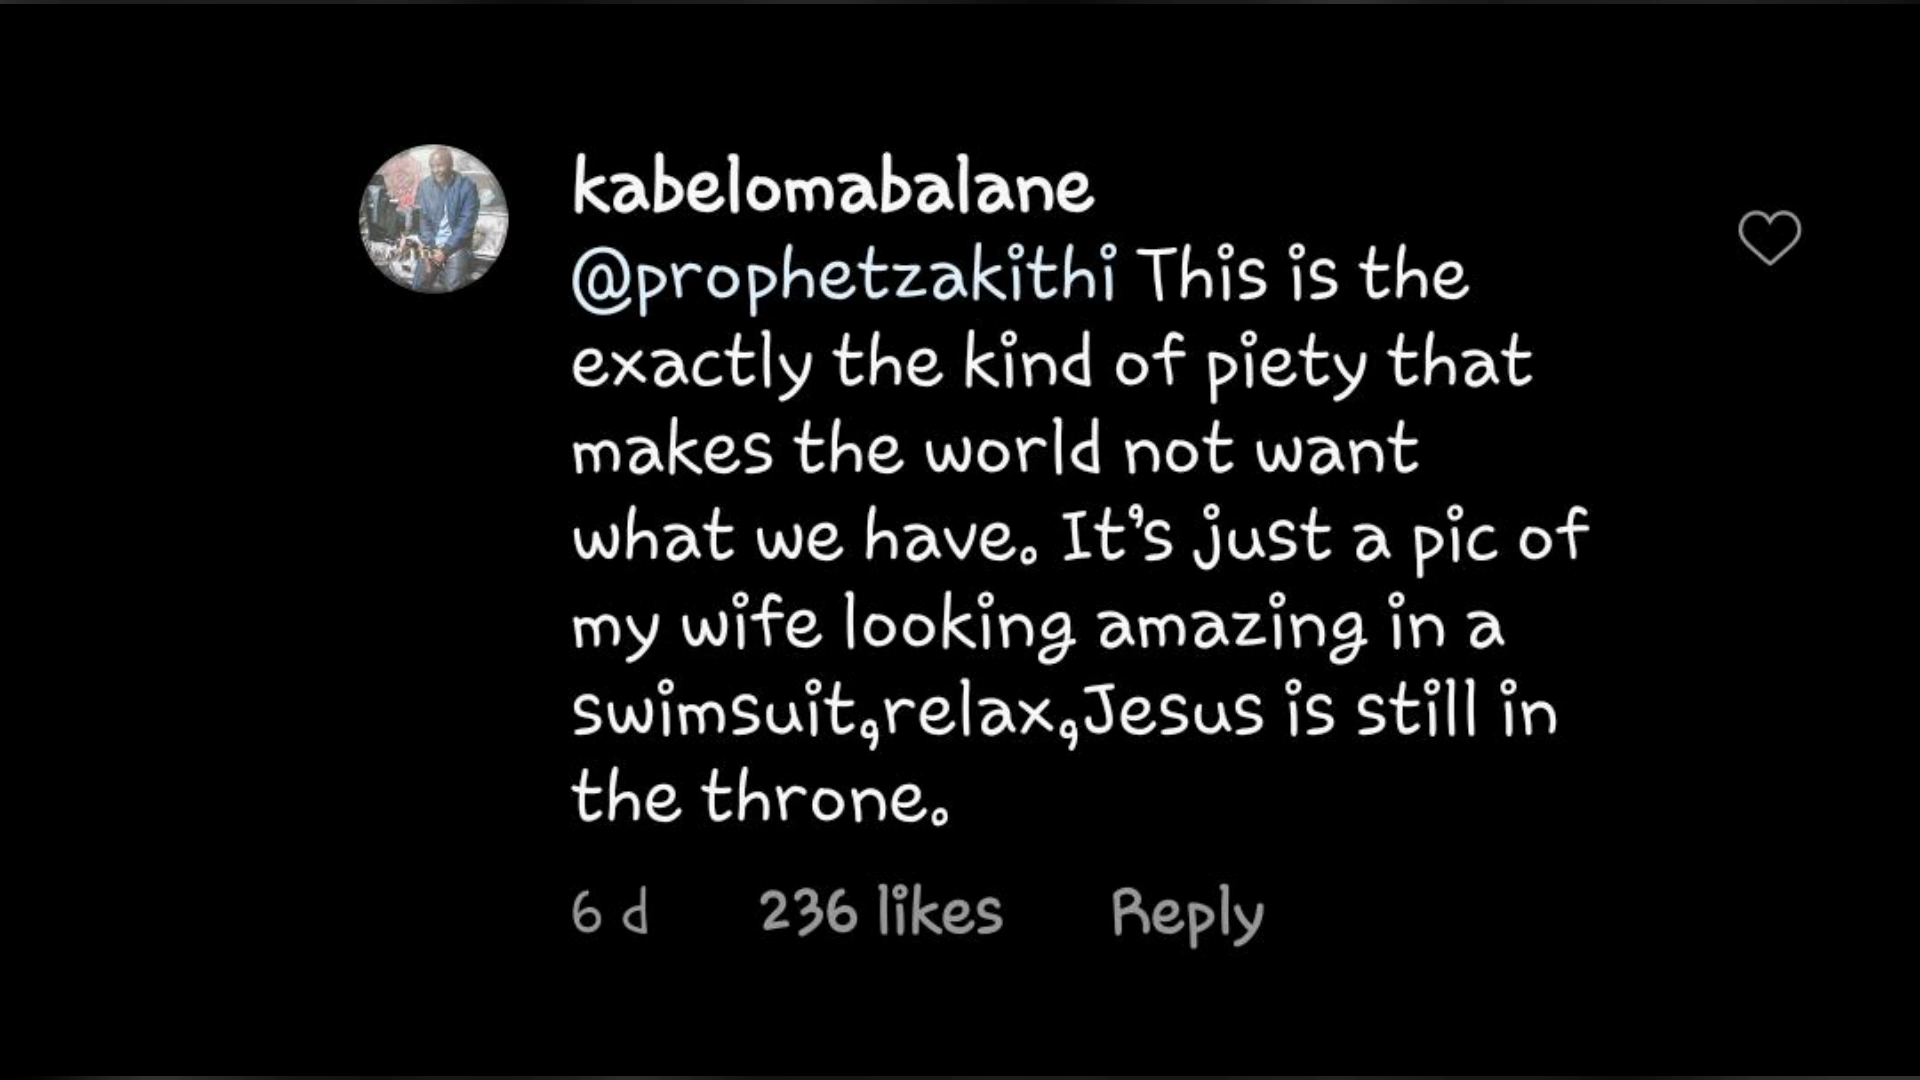 kabelomabalane
@prophetzakithi This is the
exactly the kind of piety that
makes the world not want
what we have. It's just a pic of
my wife looking amazing in a
swimsuit,relax,Jesus is still in
the throne.
6 d 236 likes Reply